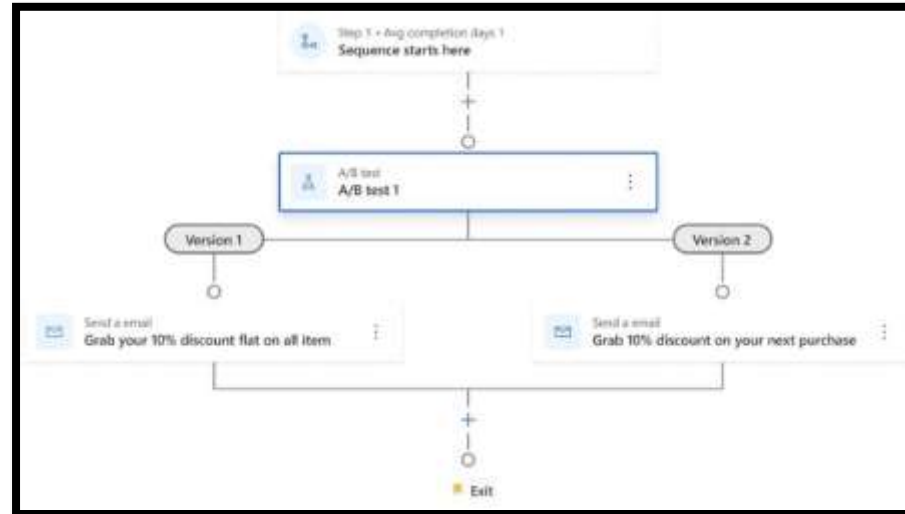 Step 1 • Avg completion days 1
Sequence starts here
A/B test
A/B test 1
Version 1
Version 2
Send a email
Grab your 10% discount flat on all item
Send a email
Grab 10% discount on your next purchase
Exit